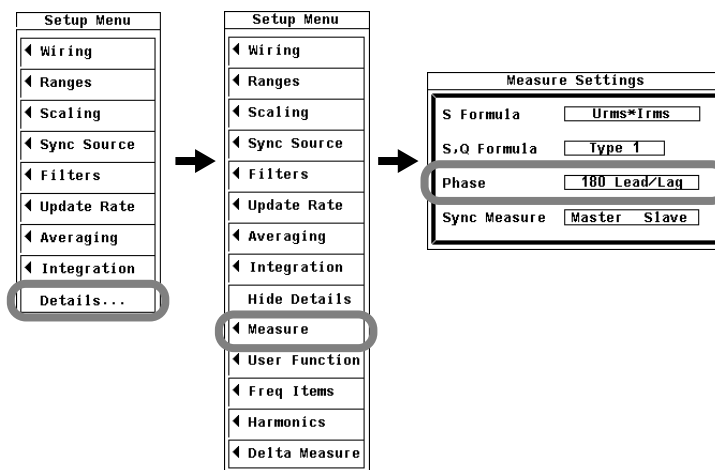 Setup Menu
Wiring
Ranges
Scaling
Sync Source
Filters
Update Rate
Averaging
Integration
Details...
Setup Menu
Wiring
Ranges
Scaling
Sync Source
Filters
Update Rate
Averaging
Integration
Hide Details
Measure
User Function
Freq Items
Harmonics
Delta Measure
Measure Settings
S Formula Urms*Irms
S,Q Formula Type 1
Phase 180 Lead/Lag
Sync Measure Master Slave